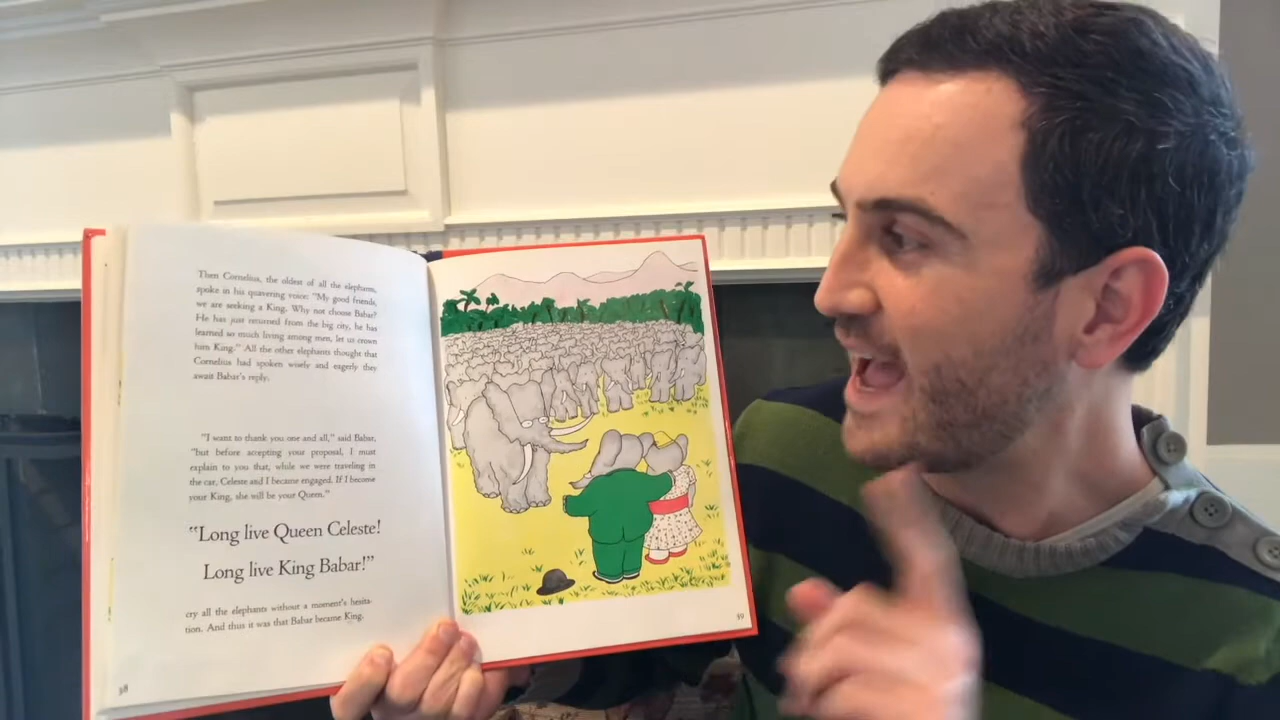 Then Cornelius, the oldest of all the elephants,
spoke in his quavering voice: "My good friends,
we are seeking a King. Why not choose Babar?
He has just returned from the big city, he has
learned so much living among men, let us crown
him King." All the other elephants thought that
Cornelius had spoken wisely and eagerly they
await Babar's reply.
"I want to thank you one and all," said Babar,
"but before accepting your proposal, I must
explain to you that, while we were traveling in
the car, Celeste and I became engaged. If I become
your King, she will be your Queen."
"Long live Queen Celeste!
Long live King Babar!"
cry all the elephants without a moment's hesita-
tion. And thus it was that Babar became King.
38
39